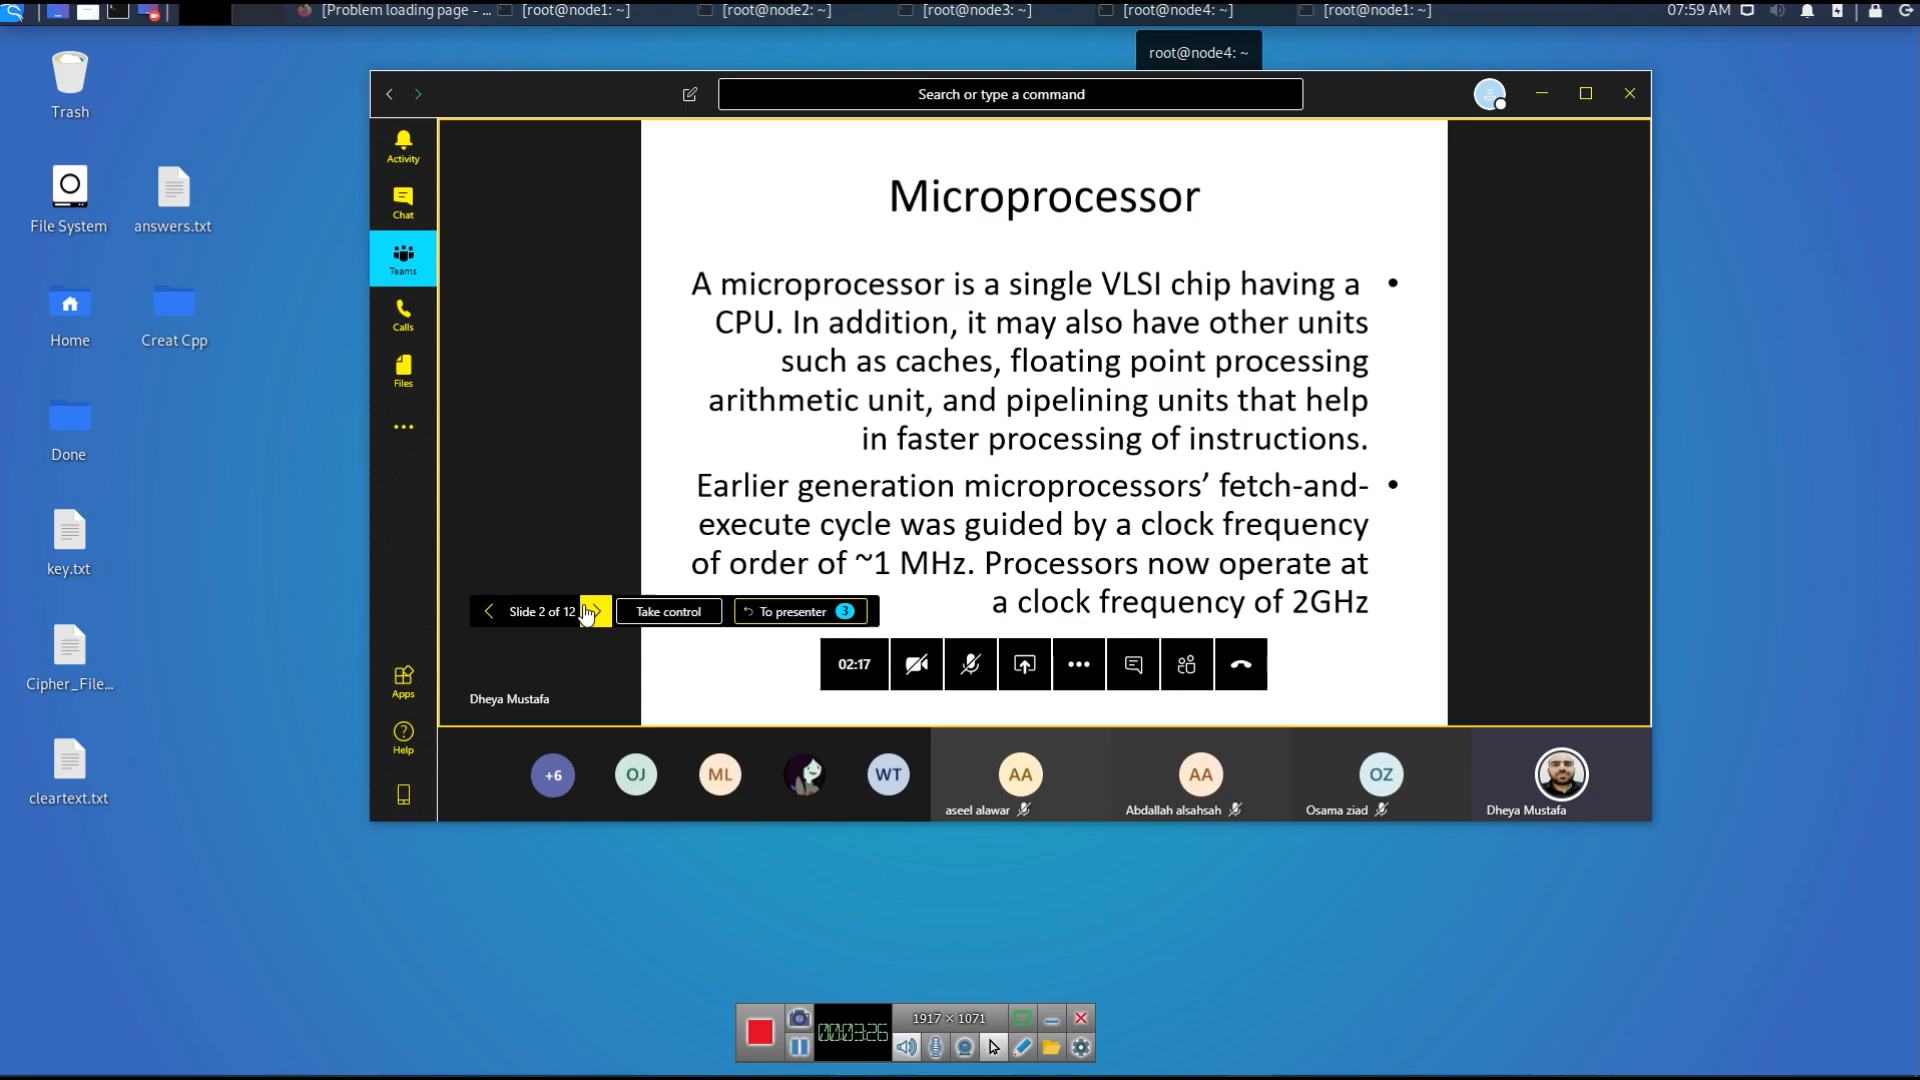 [Problem loading page - ...
[root@node1: ~]
[root@node2: ~]
[root@node3: ~]
[root@node4: ~]
[root@node1: ~]
07:59 AM
root@node4: ~
Trash
File System
answers.txt
Home
Creat Cpp
Done
key.txt
Cipher_File...
cleartext.txt
Search or type a command
Activity
Chat
Teams
Calls
Files
Apps
Help
Microprocessor
• A microprocessor is a single VLSI chip having a
CPU. In addition, it may also have other units
such as caches, floating point processing
arithmetic unit, and pipelining units that help
in faster processing of instructions.
• Earlier generation microprocessors’ fetch-and-
execute cycle was guided by a clock frequency
of order of ~1 MHz. Processors now operate at
a clock frequency of 2GHz
Slide 2 of 12
Take control
To presenter 3
02:17
Dheya Mustafa
+6
OJ
ML
WT
AA
aseel alawar
AA
Abdallah alsahsah
OZ
Osama ziad
Dheya Mustafa
00:03:26
1917 × 1071